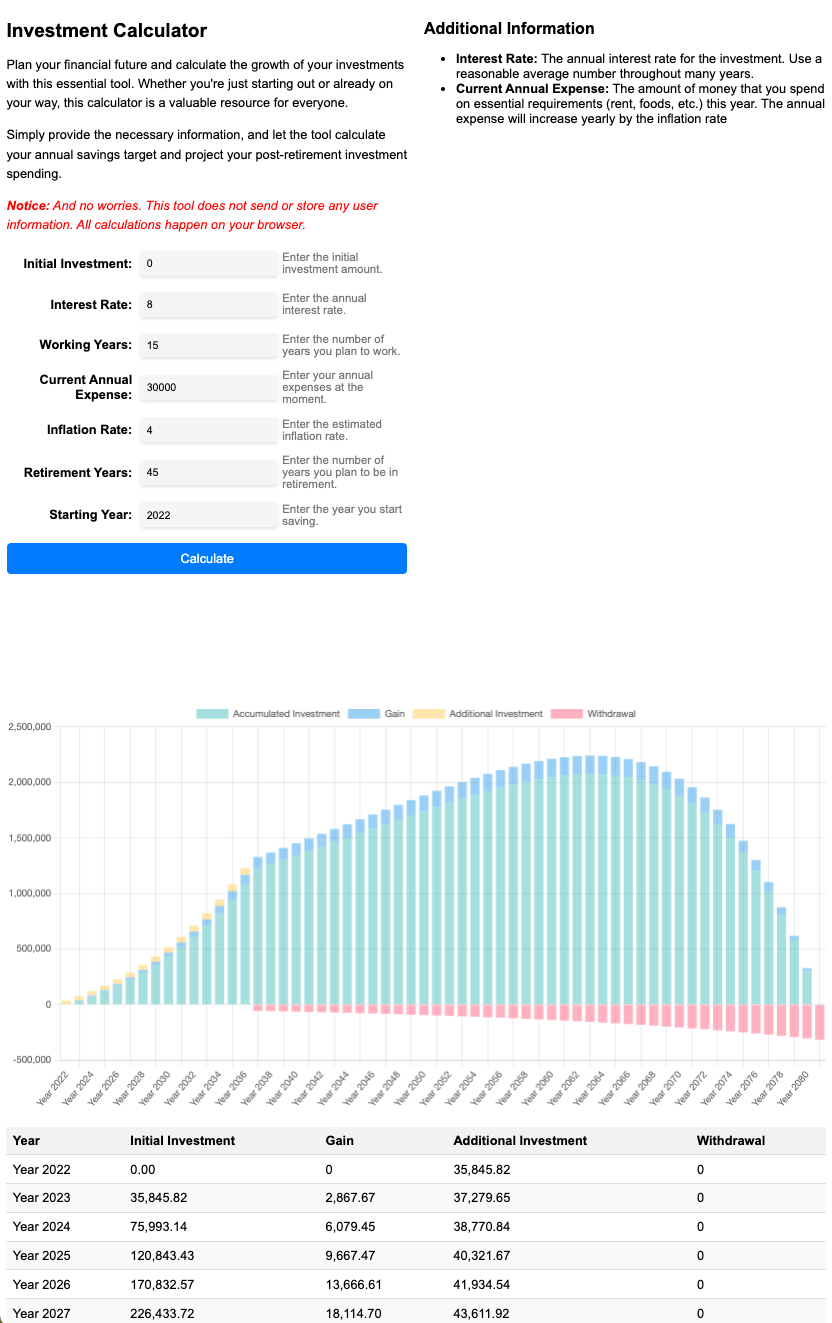 Investment Calculator
Plan your financial future and calculate the growth of your investments
with this essential tool. Whether you're just starting out or already on
your way, this calculator is a valuable resource for everyone.
Simply provide the necessary information, and let the tool calculate
your annual savings target and project your post-retirement investment
spending.
Notice: And no worries. This tool does not send or store any user
information. All calculations happen on your browser.
Initial Investment: 0 Enter the initial
investment amount.
Interest Rate: 8 Enter the annual
interest rate.
Working Years: 15 Enter the number of
years you plan to work.
Current Annual
Expense: 30000 Enter your annual
expenses at the
moment.
Inflation Rate: 4 Enter the estimated
inflation rate.
Retirement Years: 45 Enter the number of
years you plan to be in
retirement.
Starting Year: 2022 Enter the year you start
saving.
Calculate
Additional Information
• Interest Rate: The annual interest rate for the investment. Use a
reasonable average number throughout many years.
• Current Annual Expense: The amount of money that you spend
on essential requirements (rent, foods, etc.) this year. The annual
expense will increase yearly by the inflation rate
Accumulated Investment Gain Additional Investment Withdrawal
2,500,000
2,000,000
1,500,000
1,000,000
500,000
0
-500,000
Year 2022 Year 2024 Year 2026 Year 2028 Year 2030 Year 2032 Year 2034 Year 2036 Year 2038 Year 2040 Year 2042 Year 2044 Year 2046 Year 2048 Year 2050 Year 2052 Year 2054 Year 2056 Year 2058 Year 2060 Year 2062 Year 2064 Year 2066 Year 2068 Year 2070 Year 2072 Year 2074 Year 2076 Year 2078 Year 2080
Year Initial Investment Gain Additional Investment Withdrawal
Year 2022 0.00 0 35,845.82 0
Year 2023 35,845.82 2,867.67 37,279.65 0
Year 2024 75,993.14 6,079.45 38,770.84 0
Year 2025 120,843.43 9,667.47 40,321.67 0
Year 2026 170,832.57 13,666.61 41,934.54 0
Year 2027 226,433.72 18,114.70 43,611.92 0